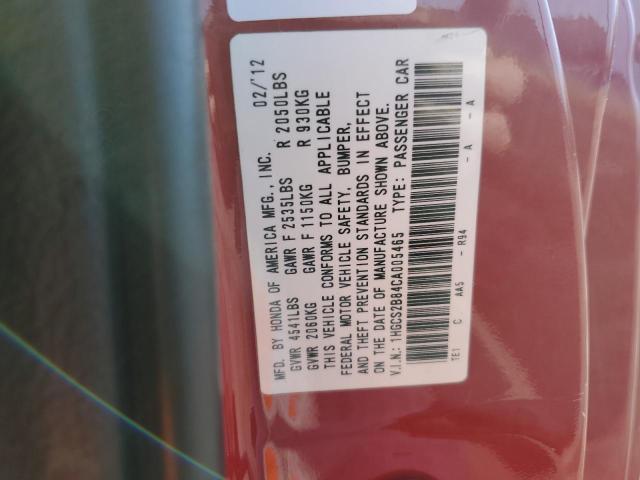 MFD. BY HONDA OF AMERICA MFG., INC. 02/'12
GVWR 4541LBS GAWR F 2535LBS R 2050LBS
GVWR 2060KG GAWR F 1150KG R 930KG
THIS VEHICLE CONFORMS TO ALL APPLICABLE
FEDERAL MOTOR VEHICLE SAFETY, BUMPER,
AND THEFT PREVENTION STANDARDS IN EFFECT
ON THE DATE OF MANUFACTURE SHOWN ABOVE.
V.I.N.: 1HGCS2B84CA005465 TYPE: PASSENGER CAR
TE1 C AA5 - R94 - A - A